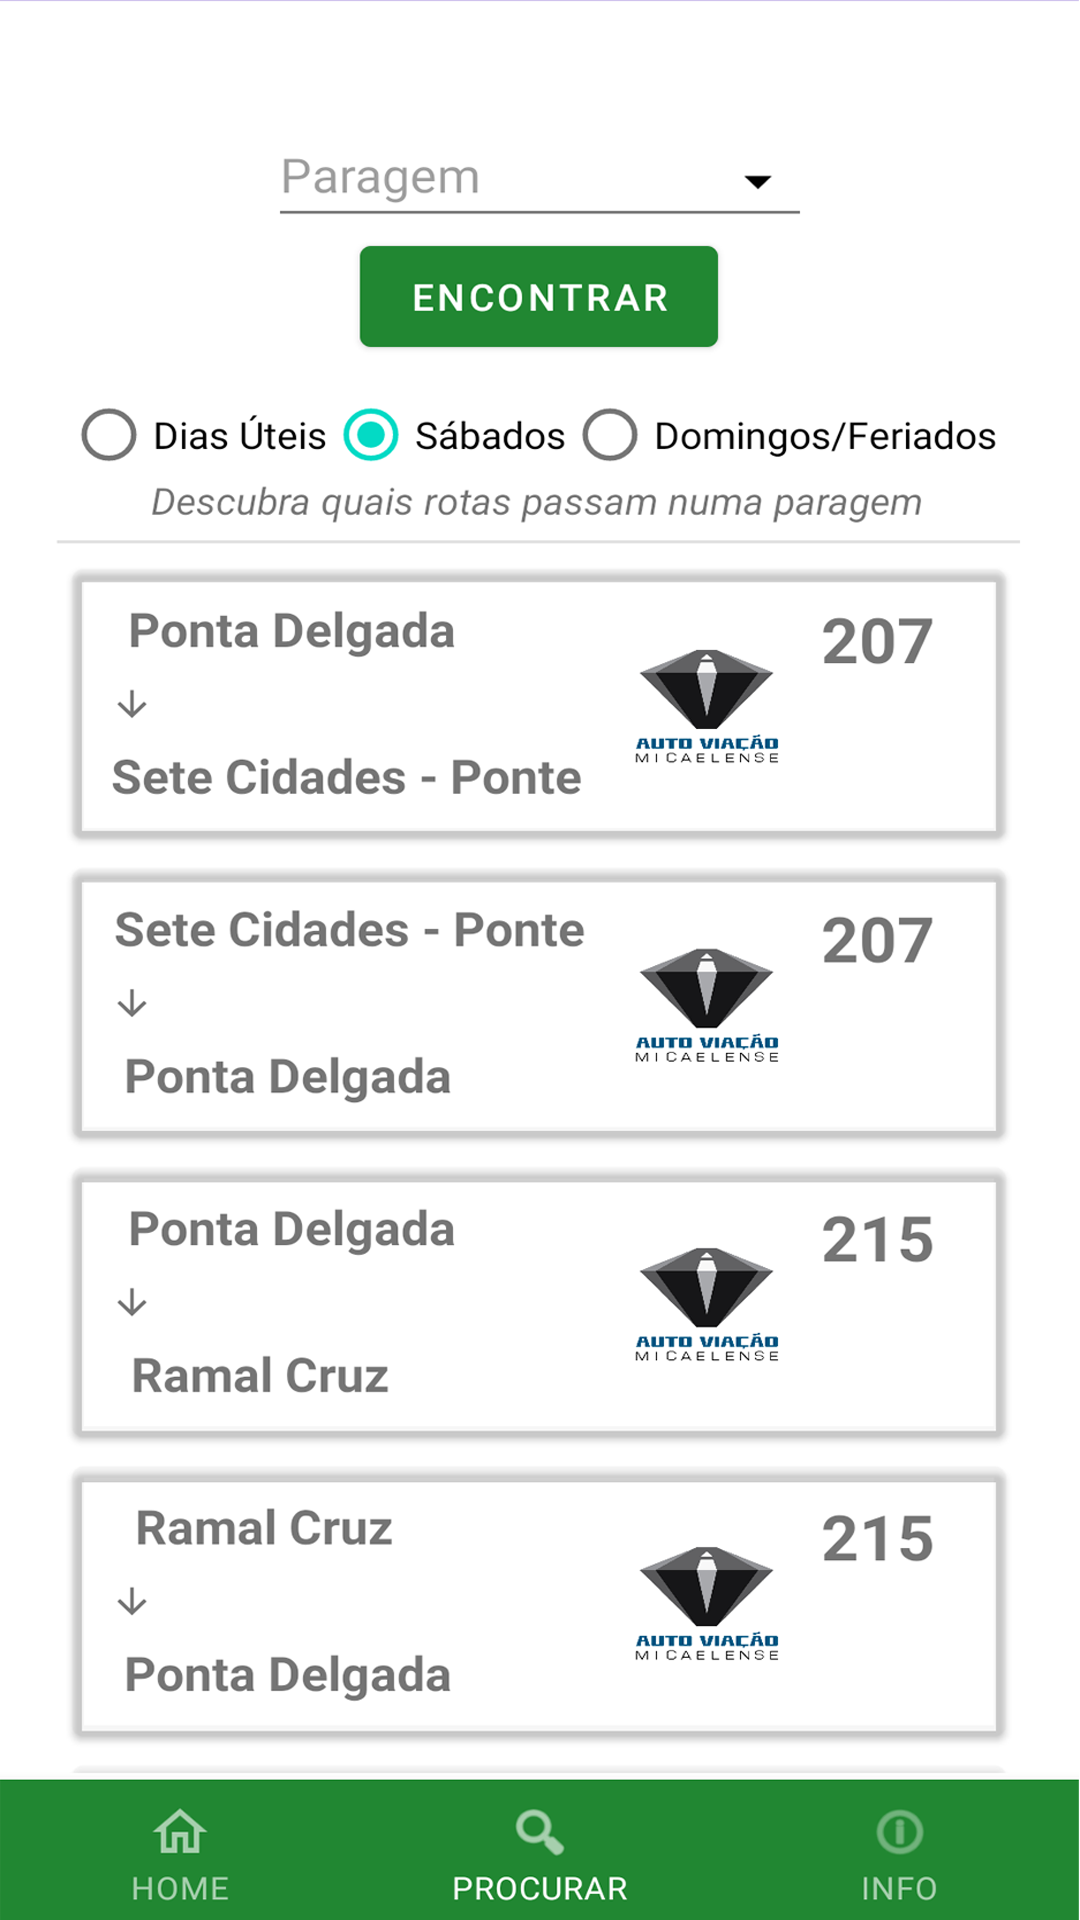 Paragem
ENCONTRAR
Dias Úteis Sábados Domingos/Feriados
Descubra quais rotas passam numa paragem
Ponta Delgada
207
AUTO VIAÇÃO
MICAELENSE
Sete Cidades - Ponte
Sete Cidades - Ponte
207
AUTO VIAÇÃO
MICAELENSE
Ponta Delgada
Ponta Delgada
215
AUTO VIAÇÃO
MICAELENSE
Ramal Cruz
Ramal Cruz
215
AUTO VIAÇÃO
MICAELENSE
Ponta Delgada
HOME PROCURAR INFO